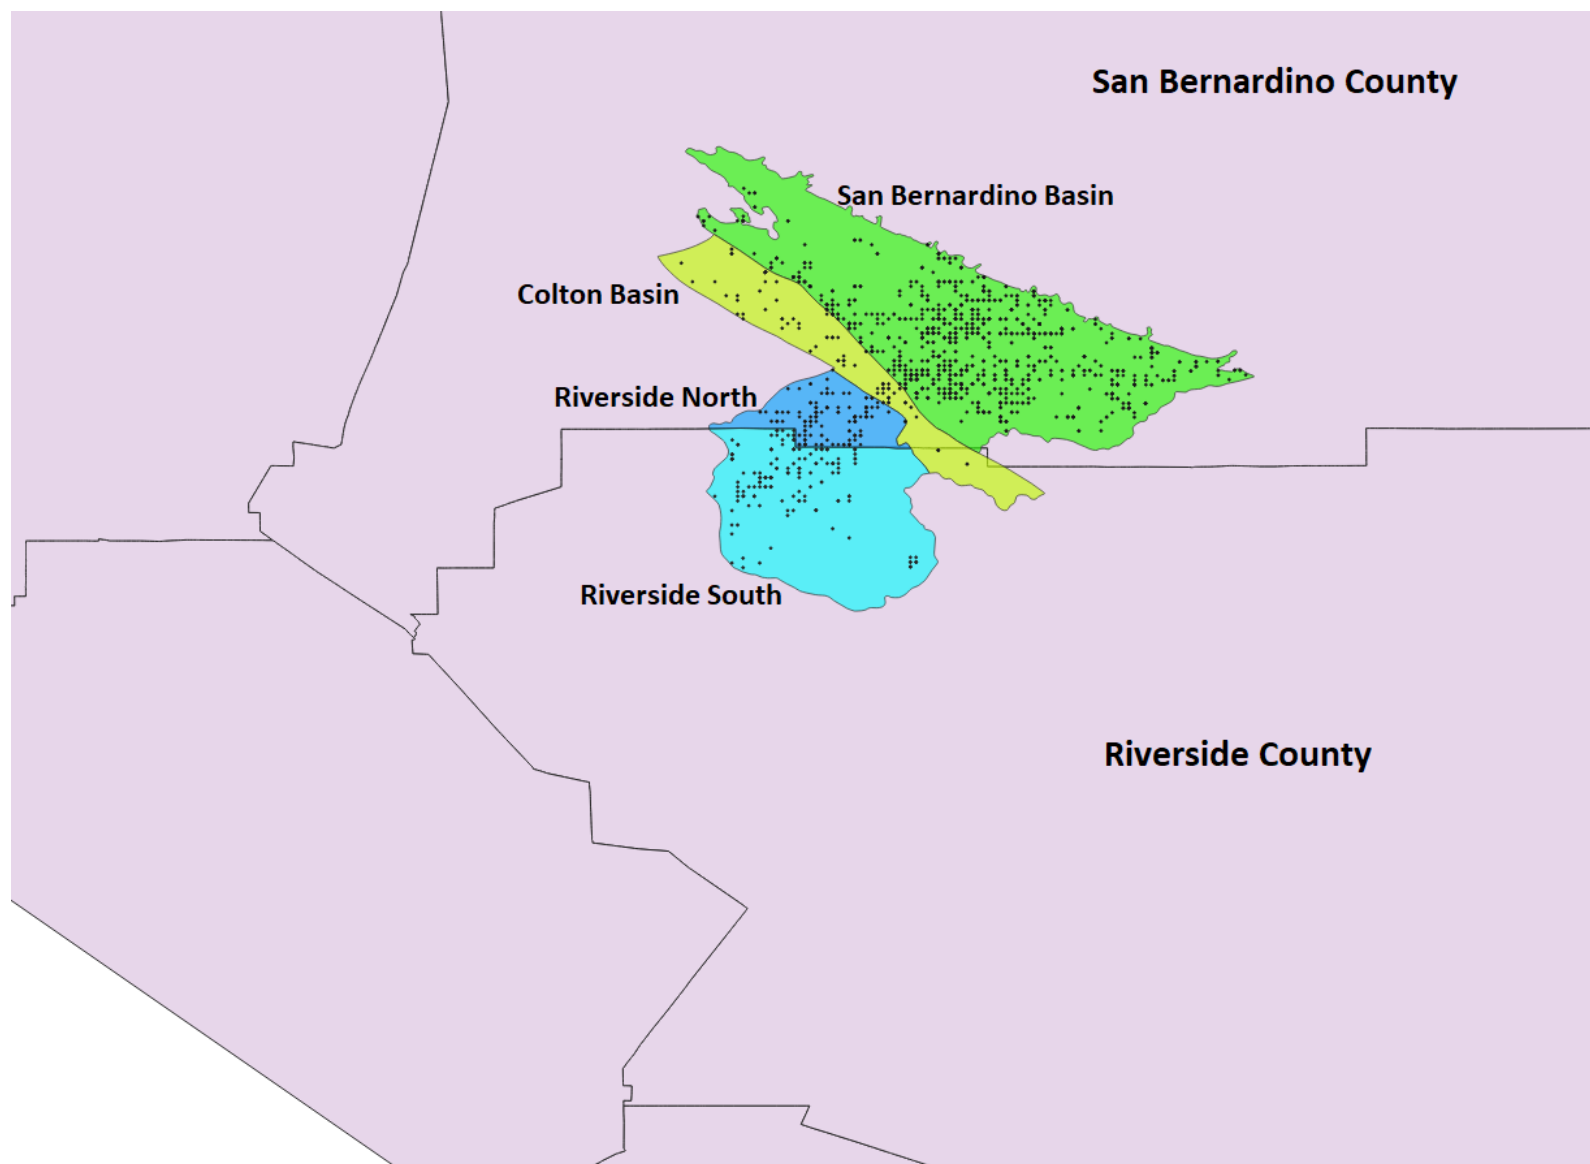 San Bernardino County
San Bernardino Basin
Colton Basin
Riverside North
Riverside South
Riverside County